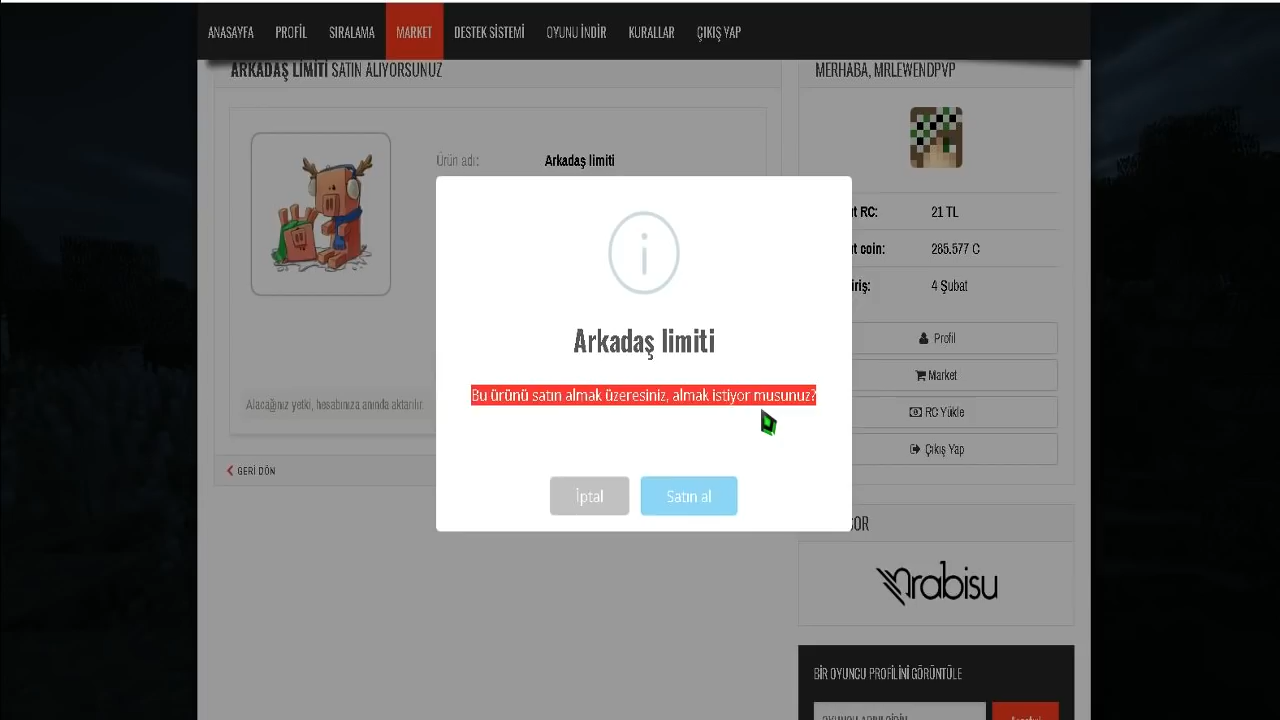 ANASAYFA PROFİL SIRALAMA MARKET DESTEK SİSTEMİ OYUNU İNDİR KURALLAR ÇIKIŞ YAP
ARKADAŞ LİMİTİ SATIN ALIYORSUNUZ
Ürün adı: Arkadaş limiti
Arkadaş limiti
Bu ürünü satın almak üzeresiniz, almak istiyor musunuz?
İptal Satın al
Alacağınız yetki, hesabınıza anında aktarılır.
GERİ DÖN
MERHABA, MRLEWENDPVP
RC: 21 TL
coin: 285.577 C
4 Şubat
Profil
Market
RC Yükle
Çıkış Yap
rabisu
BİR OYUNCU PROFİLİNİ GÖRÜNTÜLE